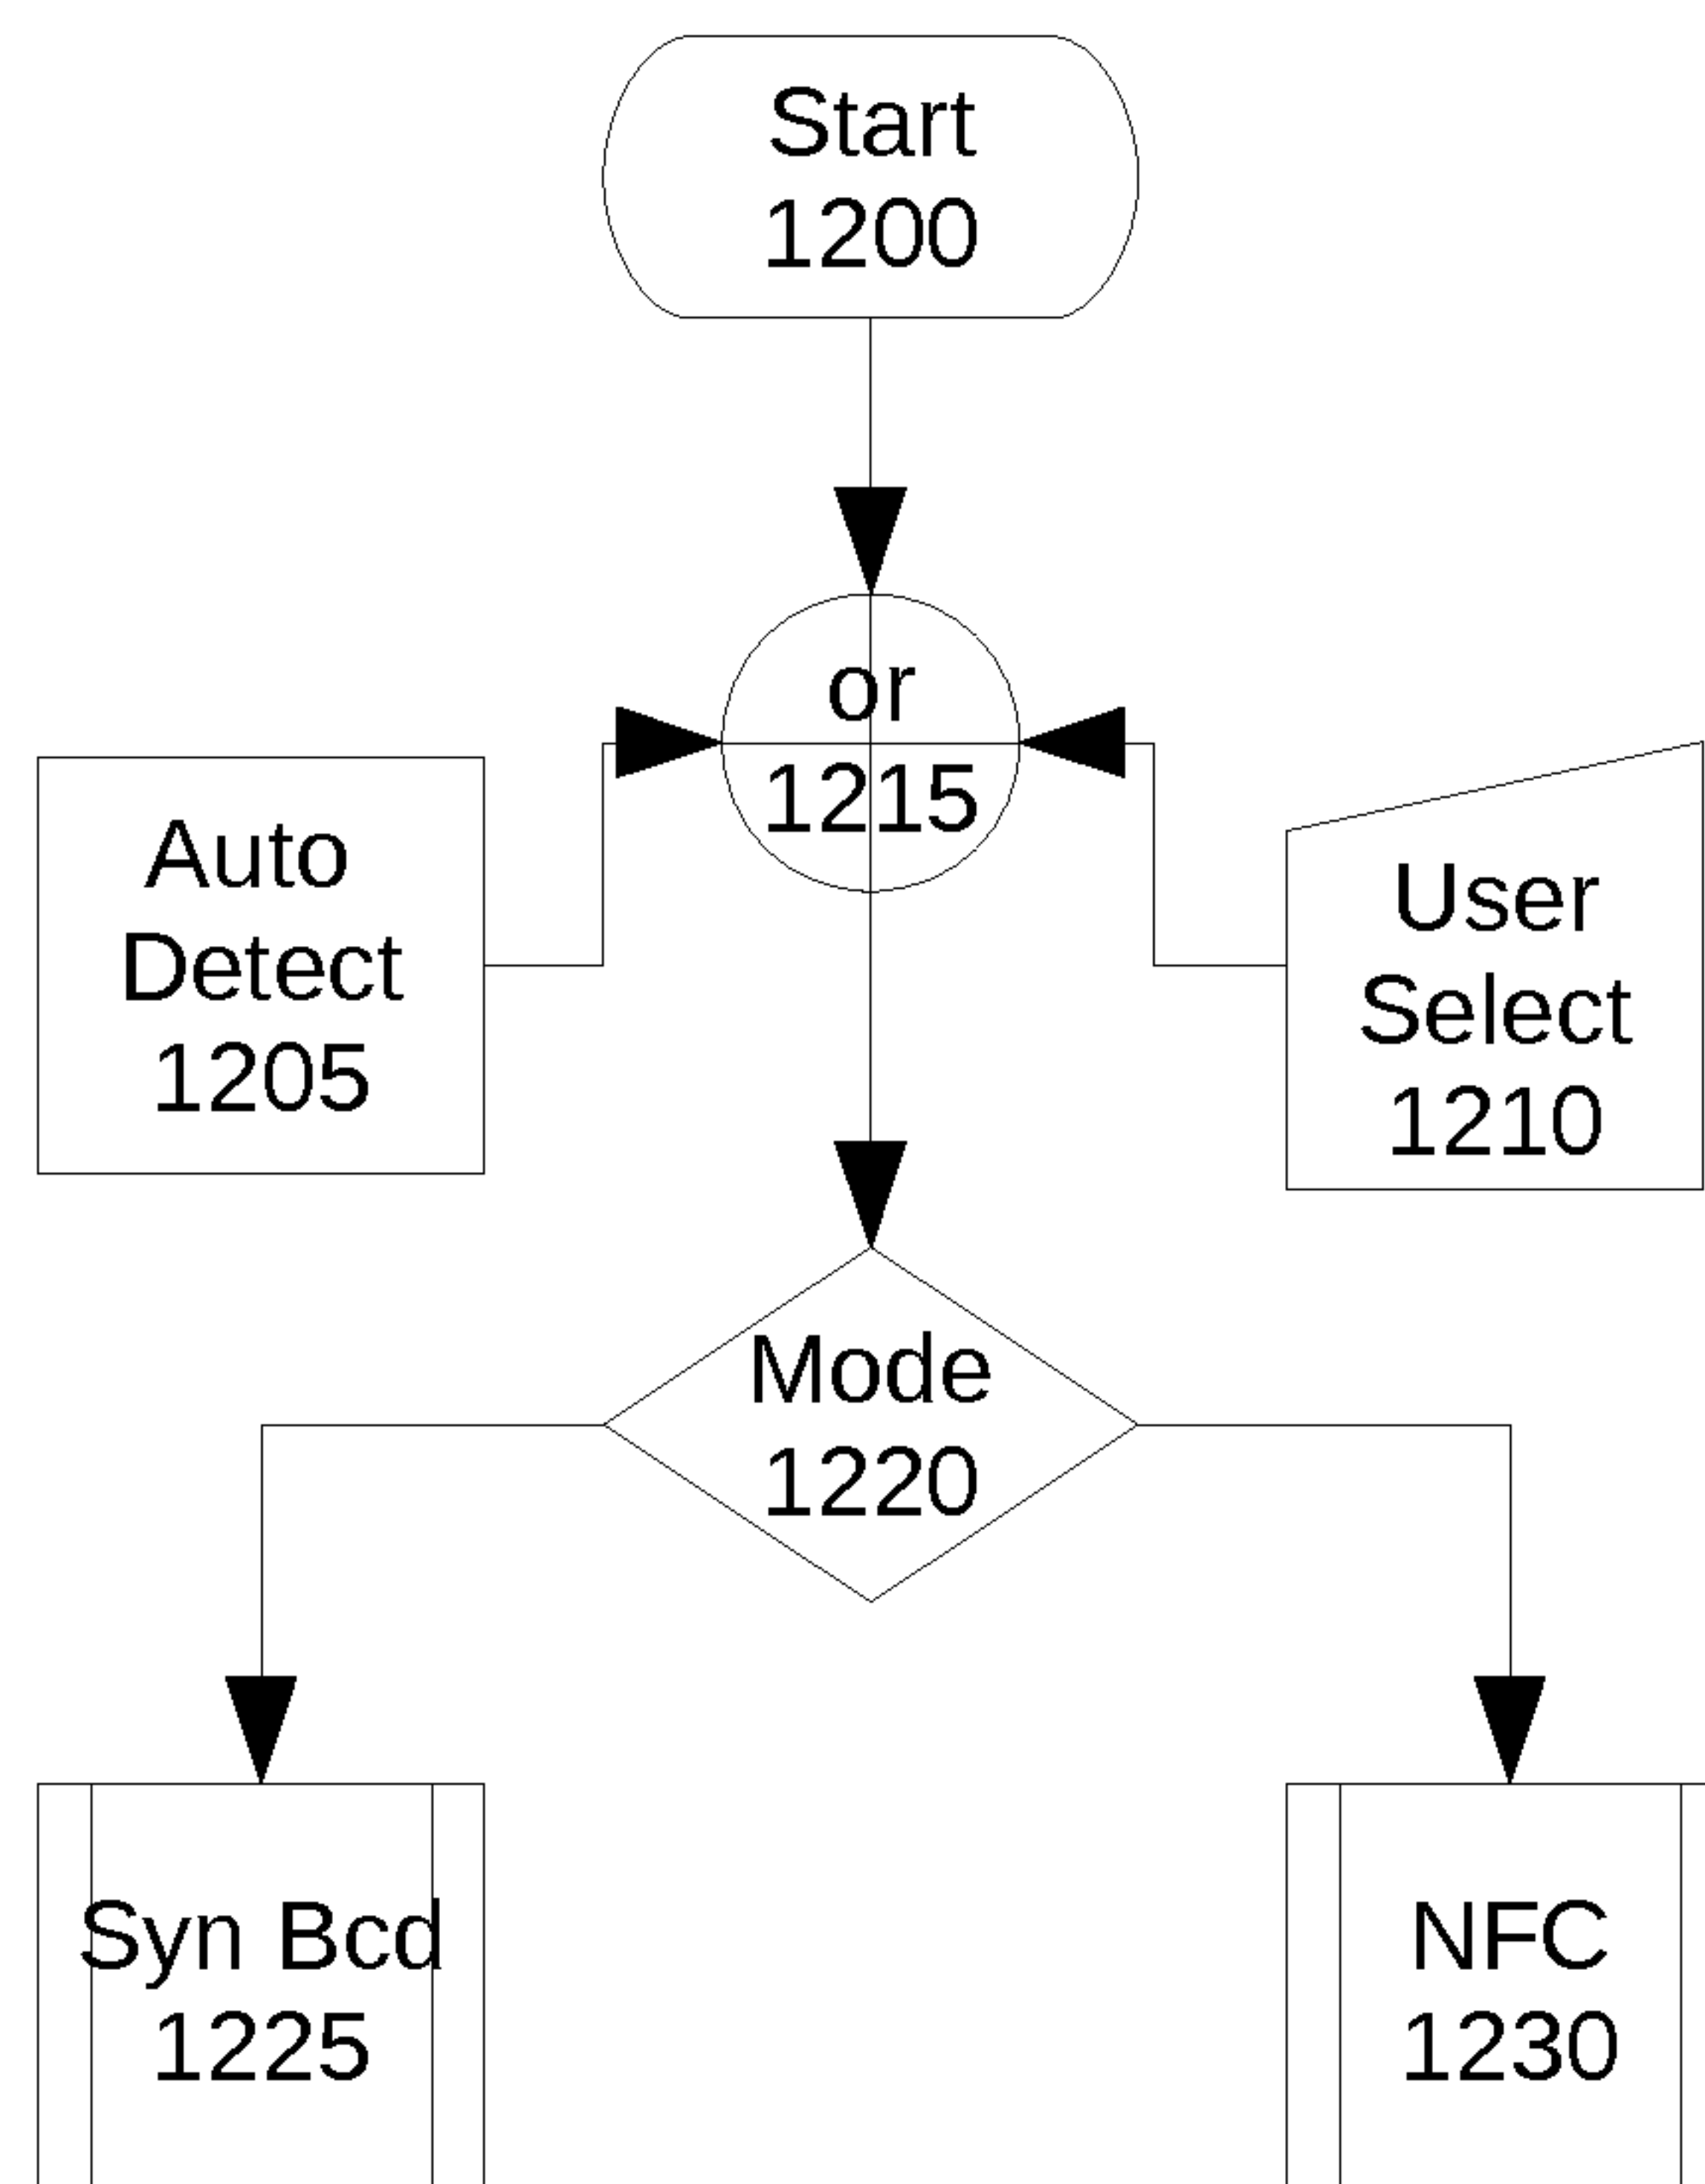 Start
1200
or
1215
Auto
Detect
1205
User
Select
1210
Mode
1220
Syn Bcd
1225
NFC
1230